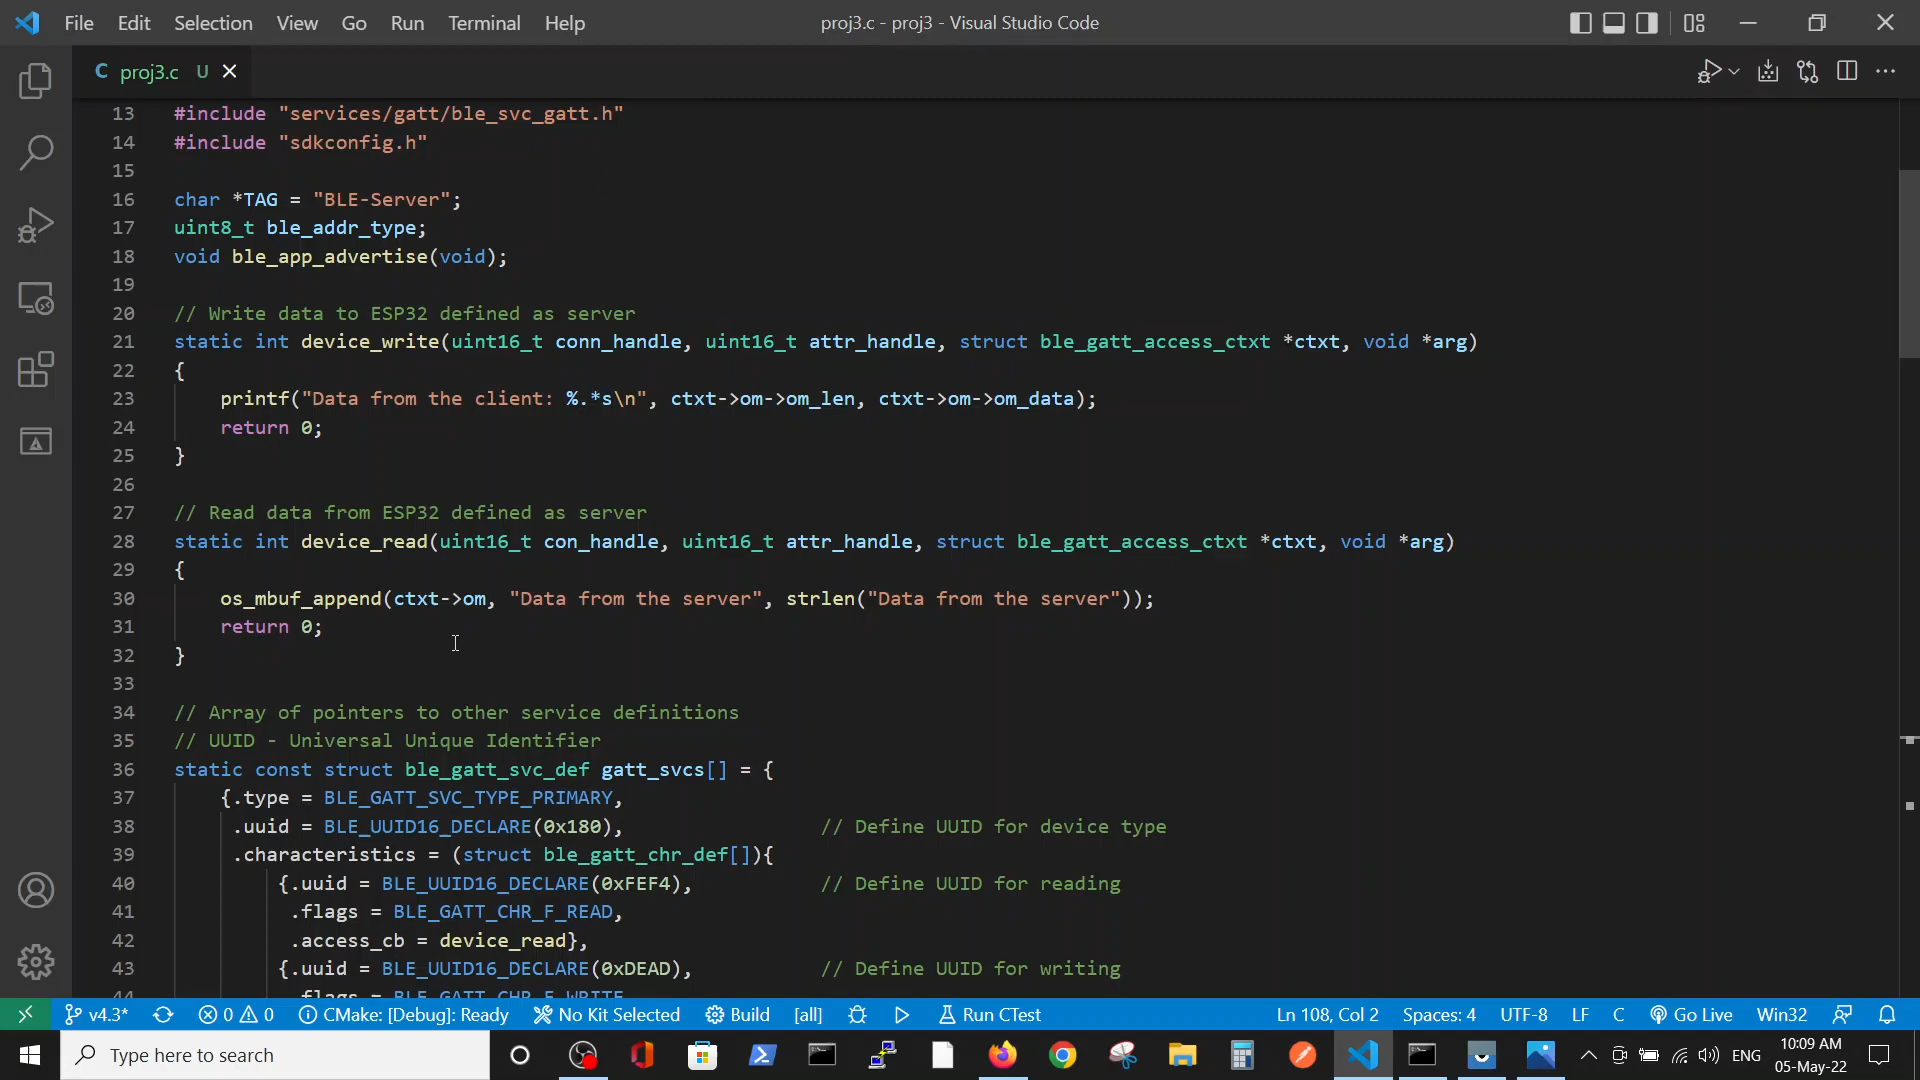 File Edit Selection View Go Run Terminal Help proj3.c - proj3 - Visual Studio Code
C proj3.c U
13 #include "services/gatt/ble_svc_gatt.h"
14 #include "sdkconfig.h"
15
16 char *TAG = "BLE-Server";
17 uint8_t ble_addr_type;
18 void ble_app_advertise(void);
19
20 // Write data to ESP32 defined as server
21 static int device_write(uint16_t conn_handle, uint16_t attr_handle, struct ble_gatt_access_ctxt *ctxt, void *arg)
22 {
23 printf("Data from the client: %.*s\n", ctxt->om->om_len, ctxt->om->om_data);
24 return 0;
25 }
26
27 // Read data from ESP32 defined as server
28 static int device_read(uint16_t con_handle, uint16_t attr_handle, struct ble_gatt_access_ctxt *ctxt, void *arg)
29 {
30 os_mbuf_append(ctxt->om, "Data from the server", strlen("Data from the server"));
31 return 0;
32 }
33
34 // Array of pointers to other service definitions
35 // UUID - Universal Unique Identifier
36 static const struct ble_gatt_svc_def gatt_svcs[] = {
37 {.type = BLE_GATT_SVC_TYPE_PRIMARY,
38 .uuid = BLE_UUID16_DECLARE(0x180), // Define UUID for device type
39 .characteristics = (struct ble_gatt_chr_def[]){
40 {.uuid = BLE_UUID16_DECLARE(0xFEF4), // Define UUID for reading
41 .flags = BLE_GATT_CHR_F_READ,
42 .access_cb = device_read},
43 {.uuid = BLE_UUID16_DECLARE(0xDEAD), // Define UUID for writing
44 .flags = BLE_GATT_CHR_F_WRITE
v4.3* 0 0 CMake: [Debug]: Ready No Kit Selected Build [all] Run CTest Ln 108, Col 2 Spaces: 4 UTF-8 LF C Go Live Win32
Type here to search ENG 10:09 AM
05-May-22